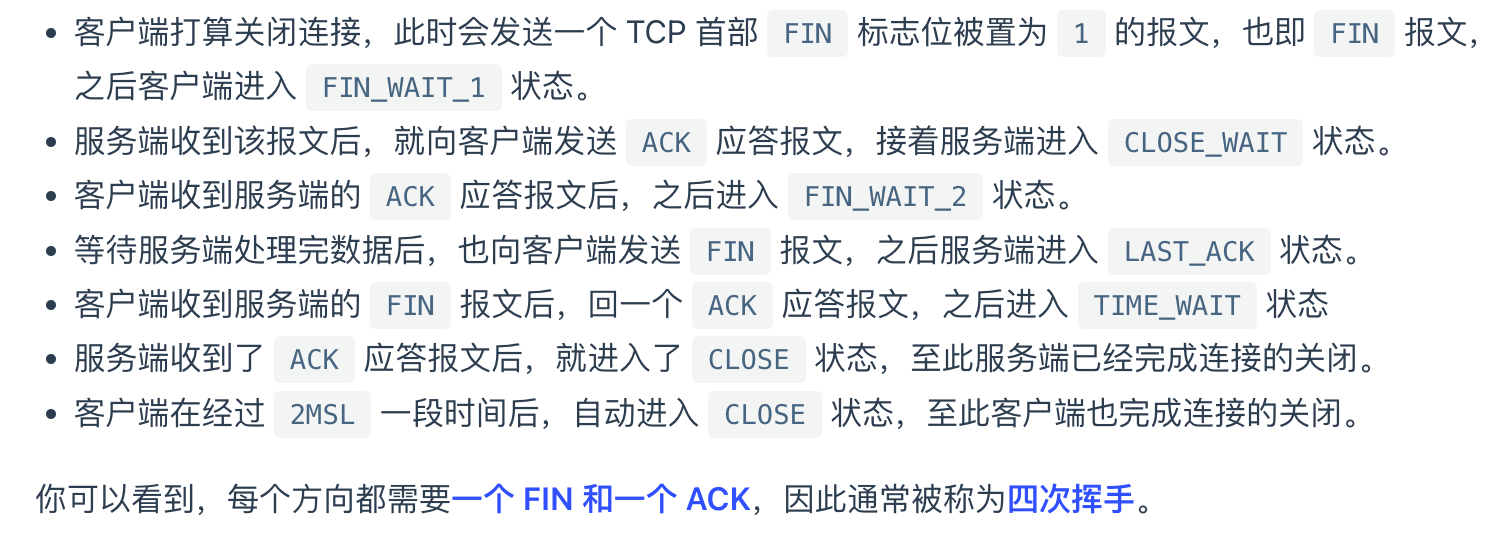 客户端打算关闭连接，此时会发送一个 TCP 首部 FIN 标志位被置为 1 的报文，也即 FIN 报文，
之后客户端进入 FIN_WAIT_1 状态。
服务端收到该报文后，就向客户端发送 ACK 应答报文，接着服务端进入 CLOSE_WAIT 状态。
客户端收到服务端的 ACK 应答报文后，之后进入 FIN_WAIT_2 状态。
等待服务端处理完数据后，也向客户端发送 FIN 报文，之后服务端进入 LAST_ACK 状态。
客户端收到服务端的 FIN 报文后，回一个 ACK 应答报文，之后进入 TIME_WAIT 状态
服务端收到了 ACK 应答报文后，就进入了 CLOSE 状态，至此服务端已经完成连接的关闭。
客户端在经过 2MSL 一段时间后，自动进入 CLOSE 状态，至此客户端也完成连接的关闭。
你可以看到，每个方向都需要一个 FIN 和一个 ACK，因此通常被称为四次挥手。